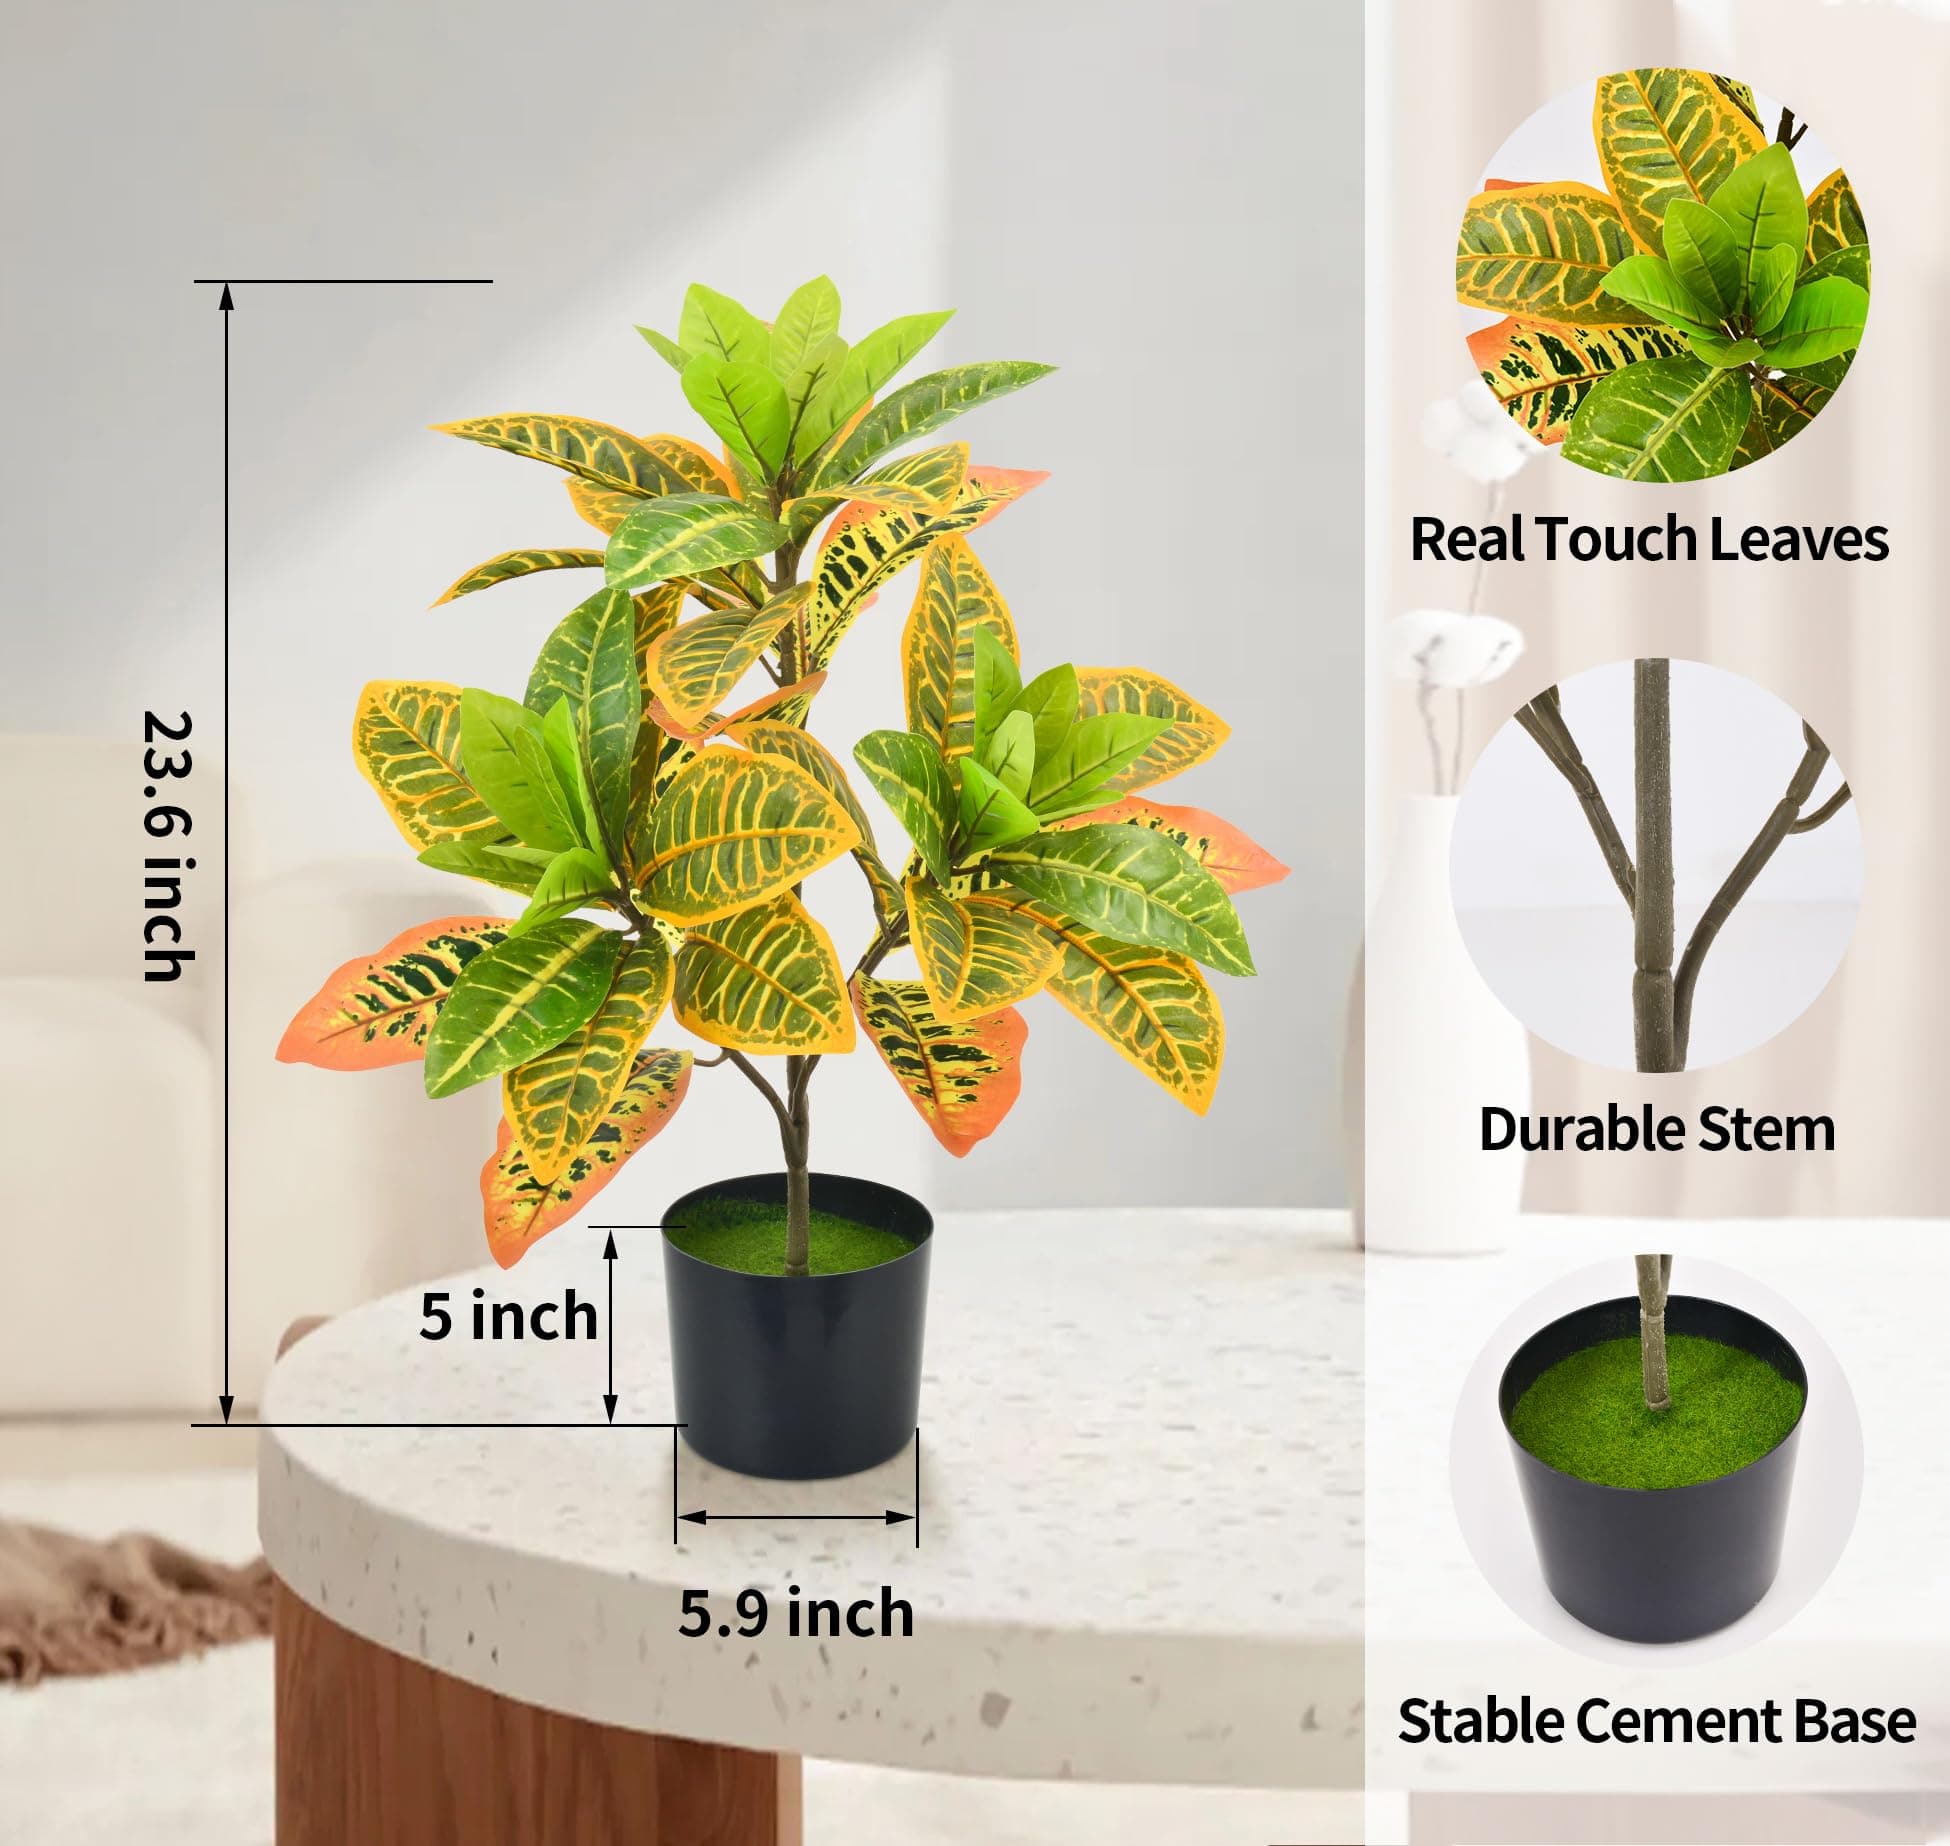 23.6 inch
5 inch
5.9 inch
Real Touch Leaves
Durable Stem
Stable Cement Base